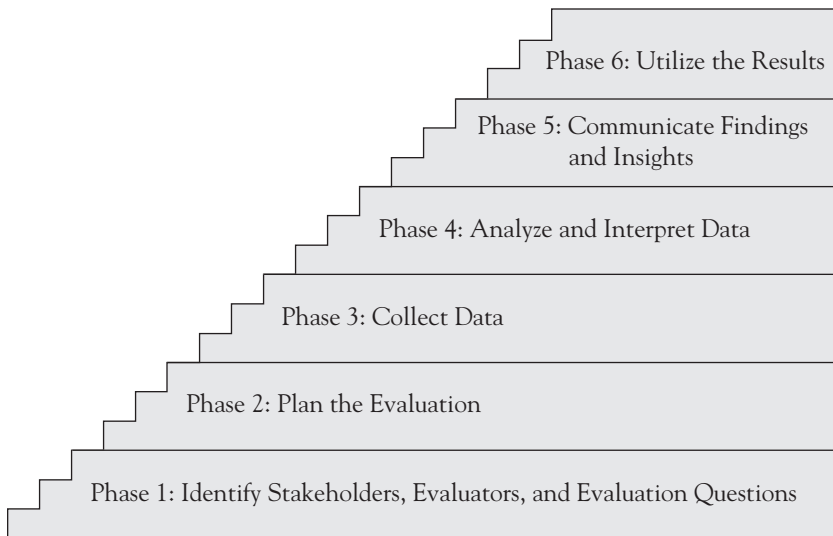 Phase 6: Utilize the Results
Phase 5: Communicate Findings
and Insights
Phase 4: Analyze and Interpret Data
Phase 3: Collect Data
Phase 2: Plan the Evaluation
Phase 1: Identify Stakeholders, Evaluators, and Evaluation Questions